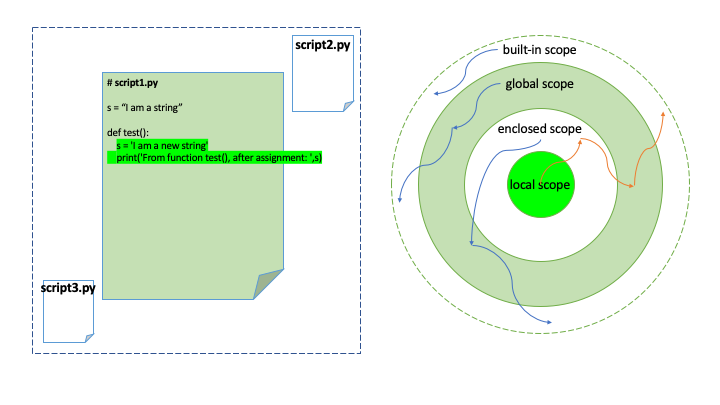 script2.py
# script1.py
s = “I am a string”
def test():
s = 'I am a new string'
print('From function test(), after assignment: ',s)
script3.py
built-in scope
global scope
enclosed scope
local scope